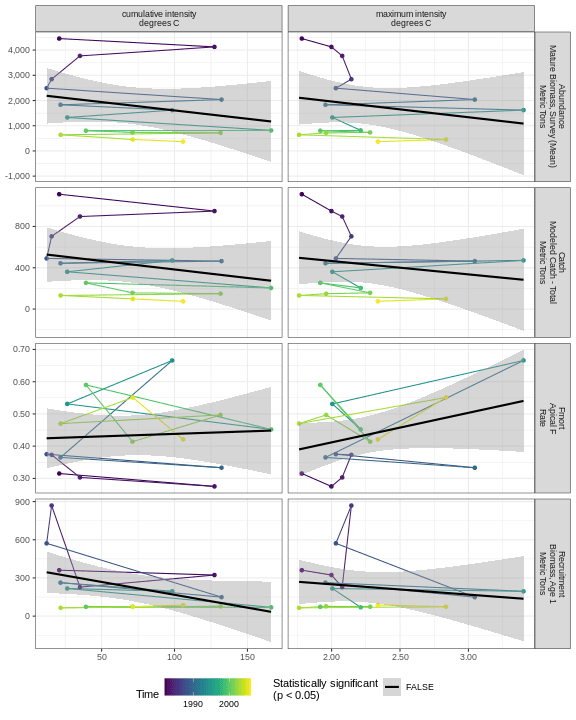 cumulative intensity
degrees C
maximum intensity
degrees C
4,000
3,000
2,000
1,000
0
-1,000
Abundance
Mature Biomass, Survey (Mean)
Metric Tons
800
400
0
Catch
Modeled Catch - Total
Metric Tons
0.70
0.60
0.50
0.40
0.30
Fmort
Apical F
Rate
900
600
300
0
Recruitment
Biomass, Age 1
Metric Tons
50
100
150
2.00
2.50
3.00
Time
1990
2000
Statistically significant
(p < 0.05)
FALSE